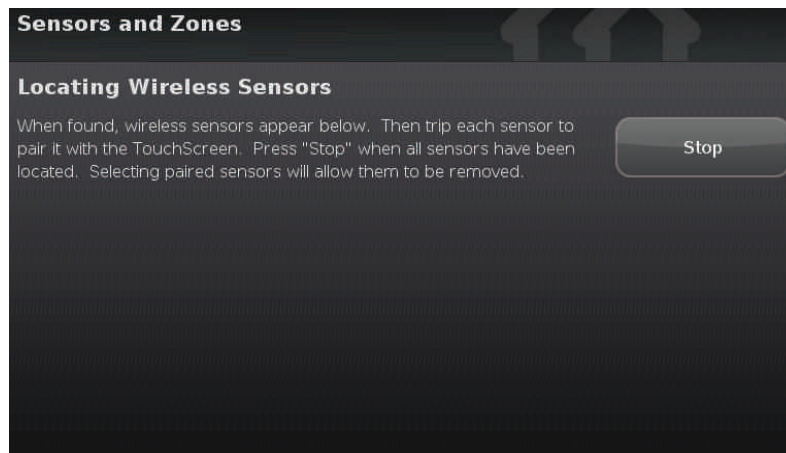 Sensors and Zones
Locating Wireless Sensors
When found, wireless sensors appear below.  Then trip each sensor to
pair it with the TouchScreen.  Press "Stop" when all sensors have been
located.  Selecting paired sensors will allow them to be removed.
Stop